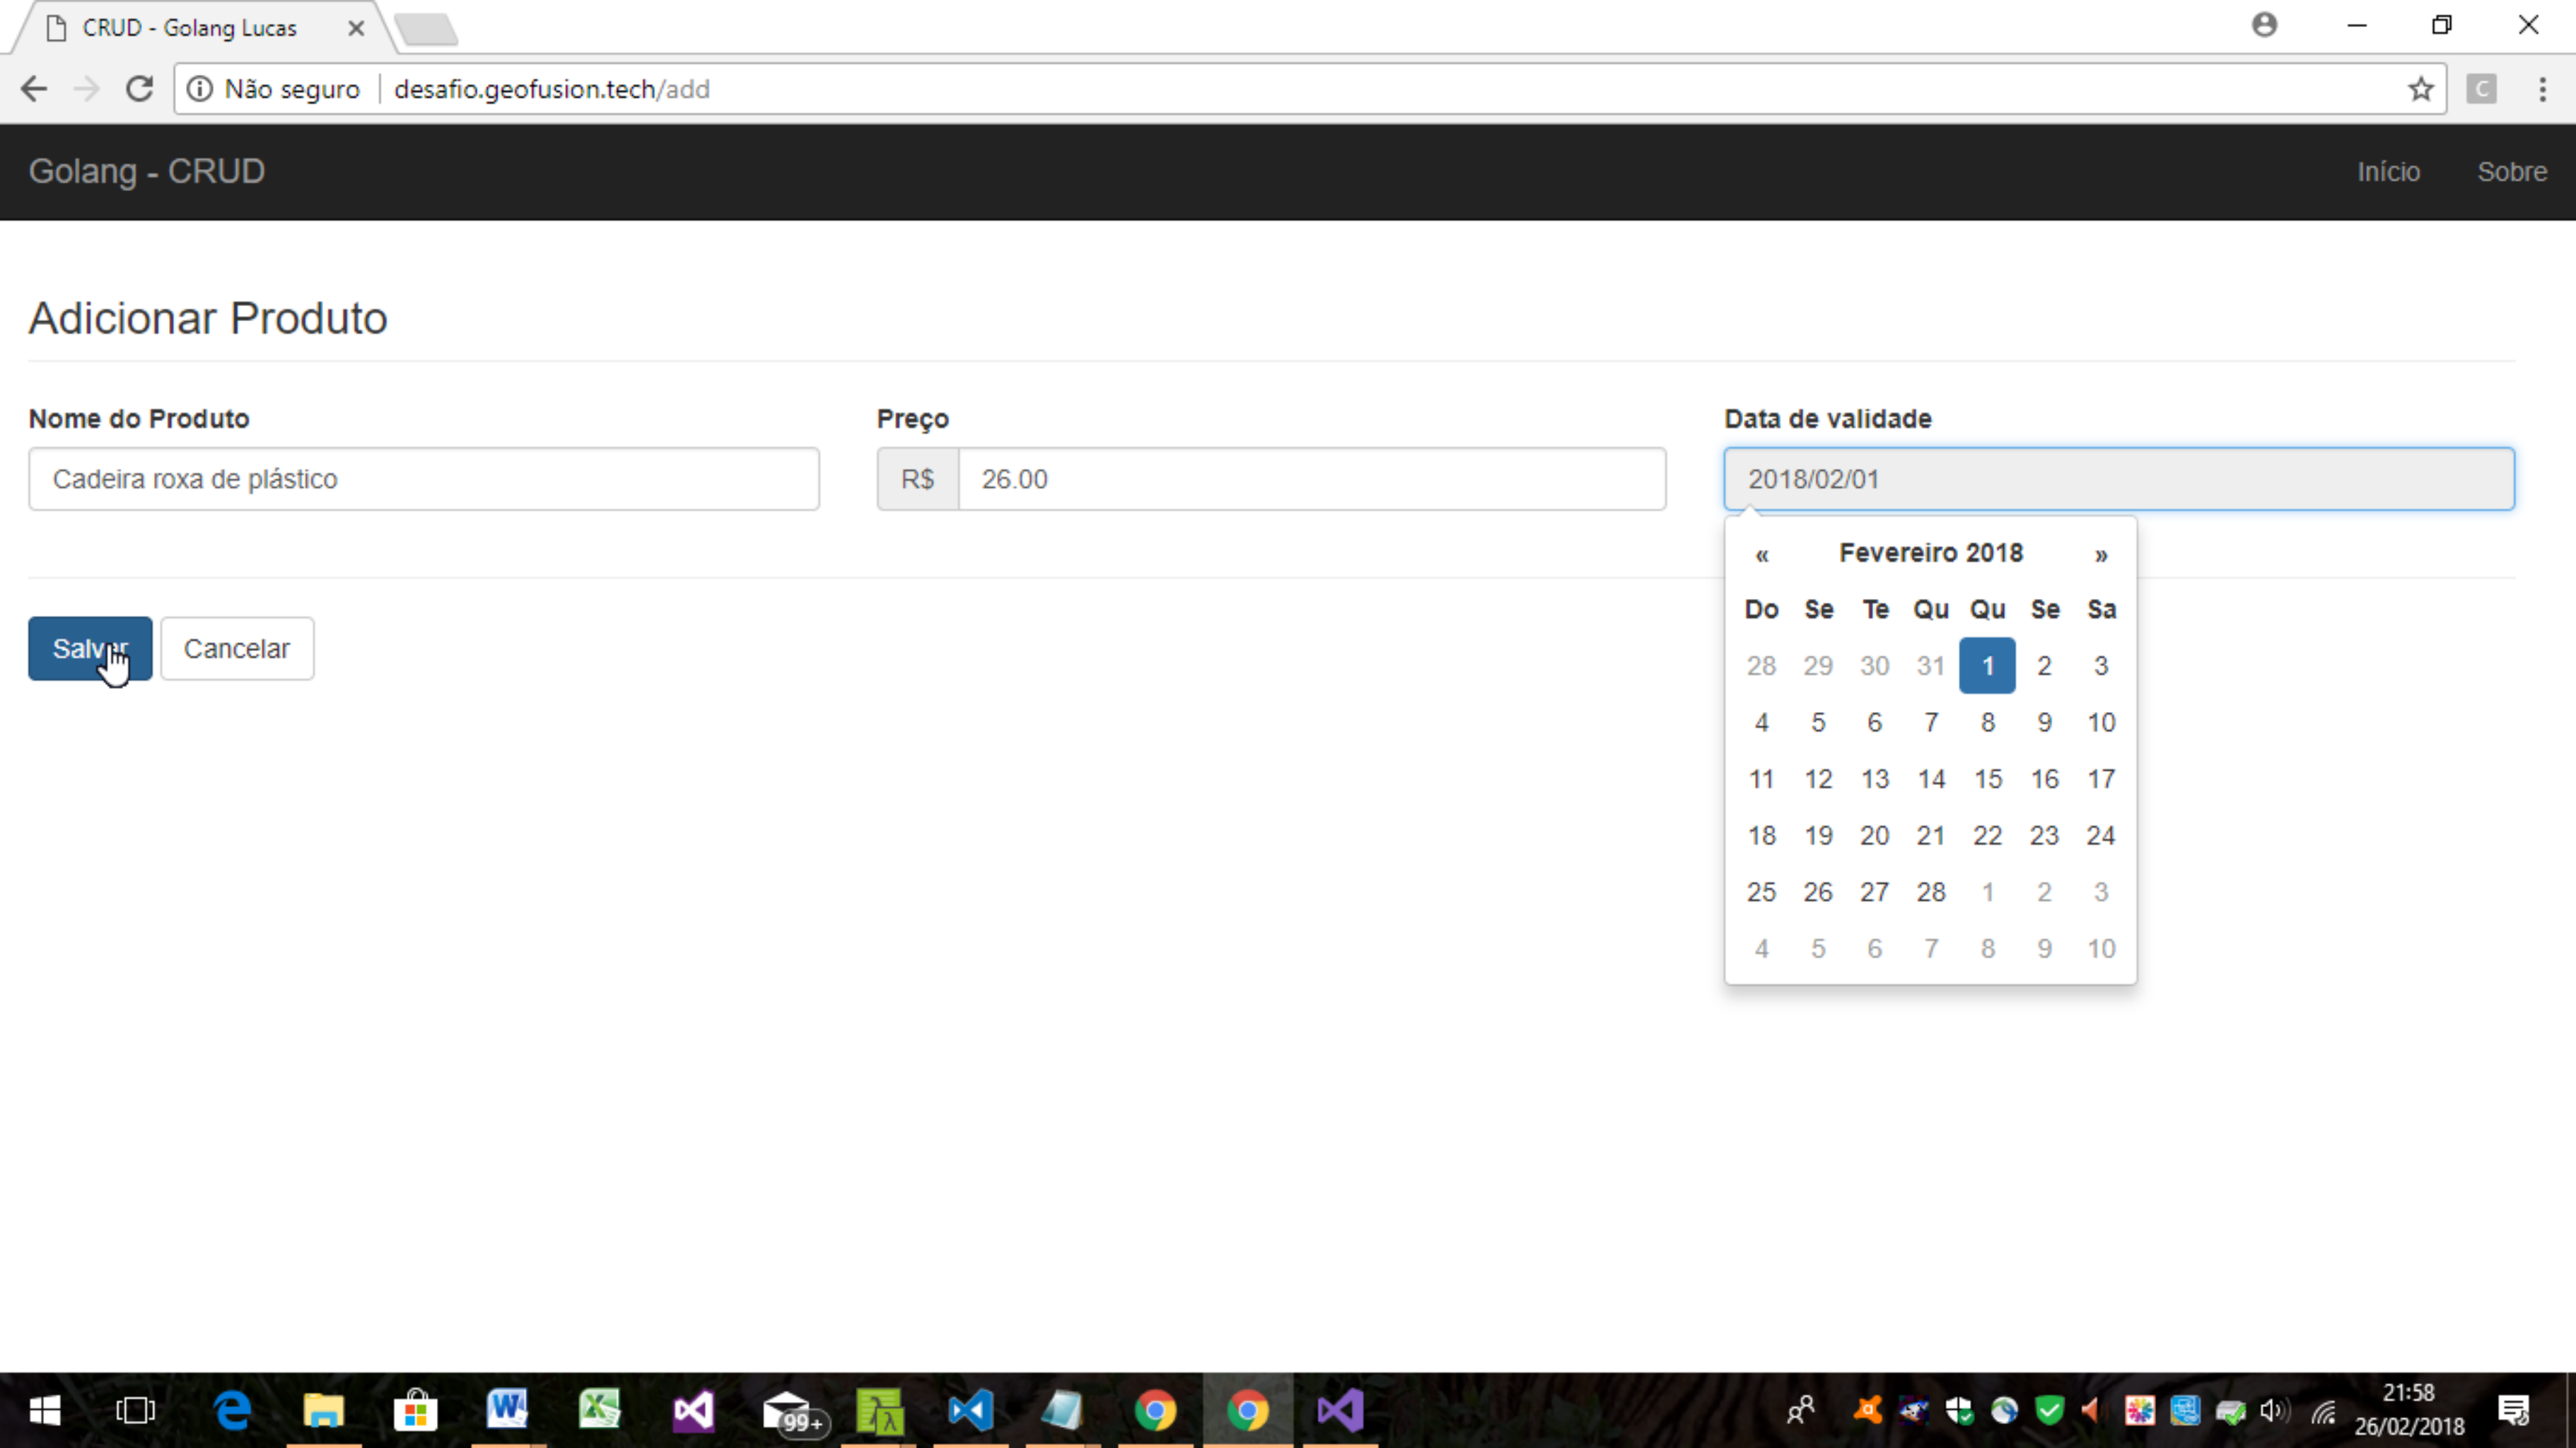 CRUD - Golang Lucas
Não seguro | desafio.geofusion.tech/add
C
Golang - CRUD
Início
Sobre
Adicionar Produto
Nome do Produto
Preço
Data de validade
Cadeira roxa de plástico
R$
26.00
2018/02/01
« Fevereiro 2018 »
Do Se Te Qu Qu Se Sa
28 29 30 31 1 2 3
4 5 6 7 8 9 10
11 12 13 14 15 16 17
18 19 20 21 22 23 24
25 26 27 28 1 2 3
4 5 6 7 8 9 10
Salvar
Cancelar
99+
21:58
26/02/2018